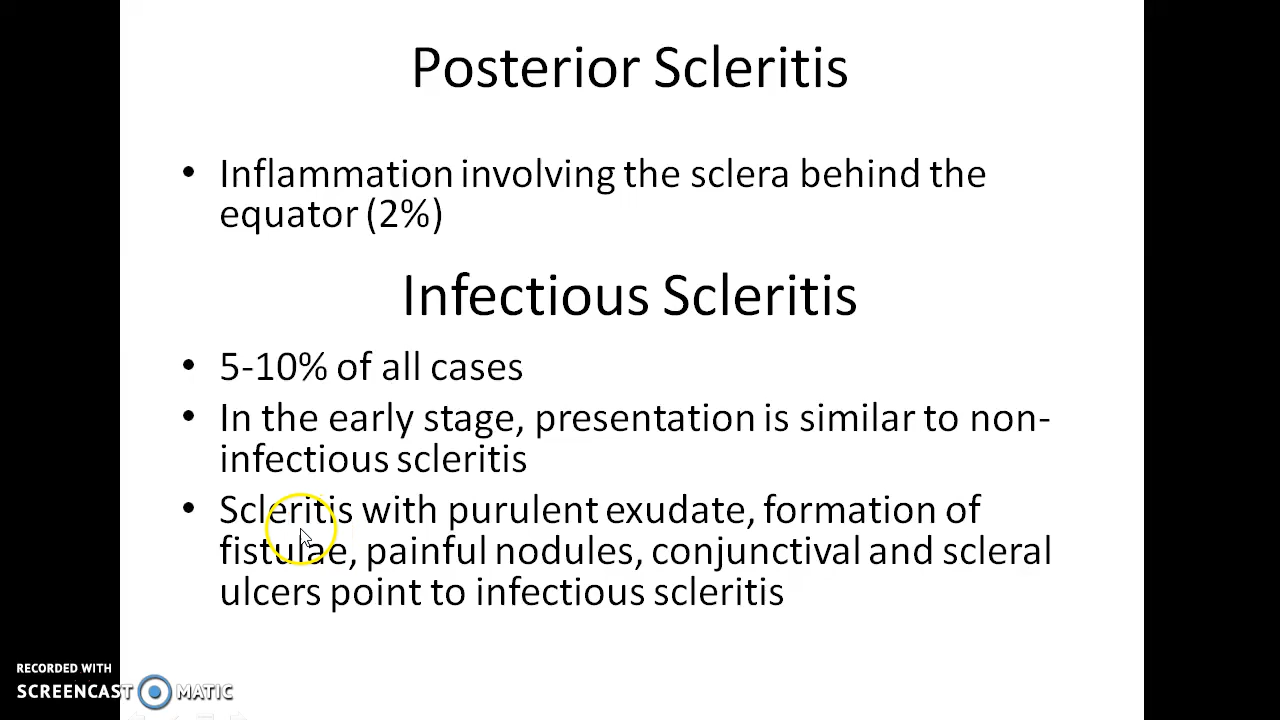 Posterior Scleritis
• Inflammation involving the sclera behind the
equator (2%)
Infectious Scleritis
• 5-10% of all cases
• In the early stage, presentation is similar to non-
infectious scleritis
• Scleritis with purulent exudate, formation of
fistulae, painful nodules, conjunctival and scleral
ulcers point to infectious scleritis
RECORDED WITH
SCREENCAST MATIC